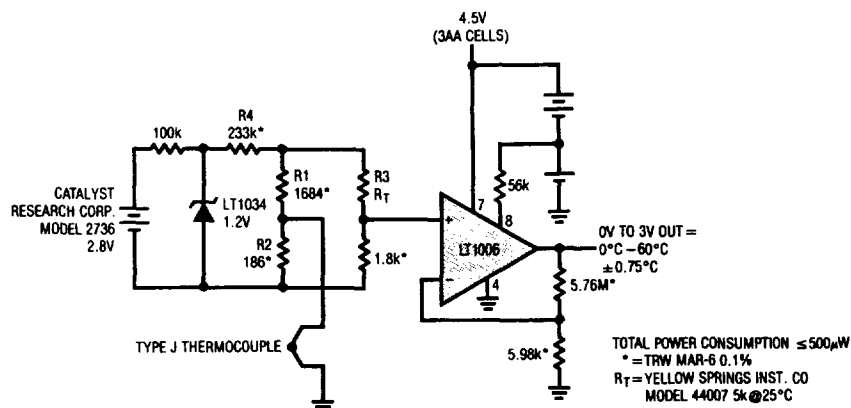 4.5V
(3AA CELLS)
R4
233k*
100k
R1
1684*
R3
RT
56k
CATALYST
RESEARCH CORP.
MODEL 2736
2.8V
LT1034
1.2V
R2
186*
1.8k*
+
7
8
LT1006
−
4
0V TO 3V OUT =
0°C –60°C
±0.75°C
5.76M*
5.98k*
TYPE J THERMOCOUPLE
TOTAL POWER CONSUMPTION ≤500µW
* = TRW MAR-6 0.1%
RT = YELLOW SPRINGS INST. CO
MODEL 44007 5k@25°C